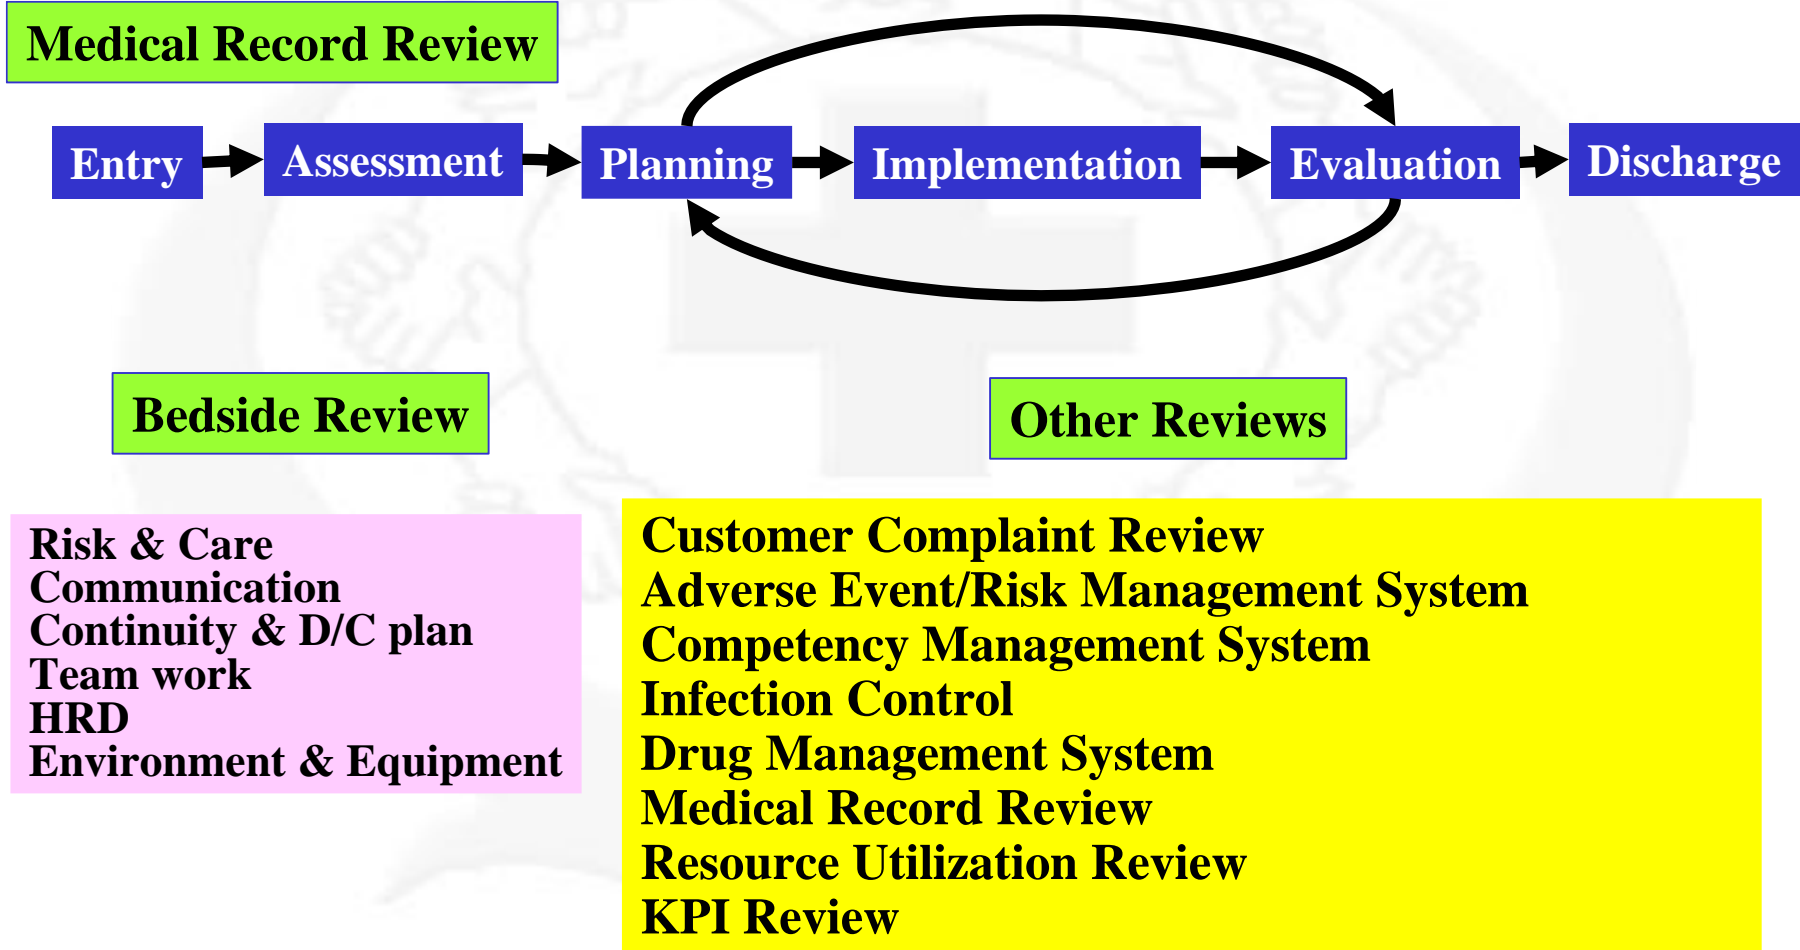 Medical Record Review
Entry
Assessment
Planning
Implementation
Evaluation
Discharge
Bedside Review
Other Reviews
Risk & Care
Communication
Continuity & D/C plan
Team work
HRD
Environment & Equipment
Customer Complaint Review
Adverse Event/Risk Management System
Competency Management System
Infection Control
Drug Management System
Medical Record Review
Resource Utilization Review
KPI Review